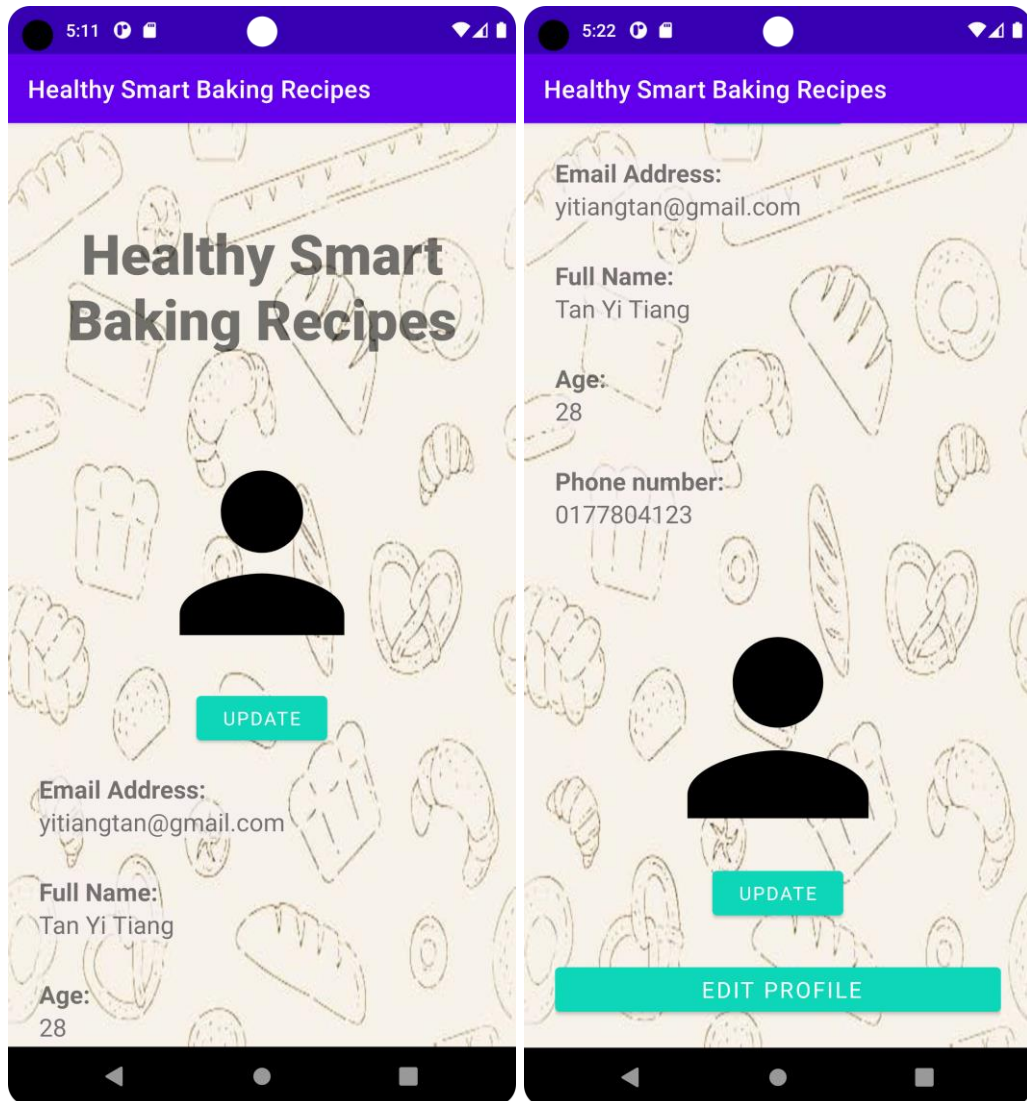 5:11
Healthy Smart Baking Recipes
Healthy Smart
Baking Recipes
UPDATE
Email Address:
yitiangtan@gmail.com
Full Name:
Tan Yi Tiang
Age:
28
5:22
Healthy Smart Baking Recipes
Email Address:
yitiangtan@gmail.com
Full Name:
Tan Yi Tiang
Age:
28
Phone number:
0177804123
UPDATE
EDIT PROFILE